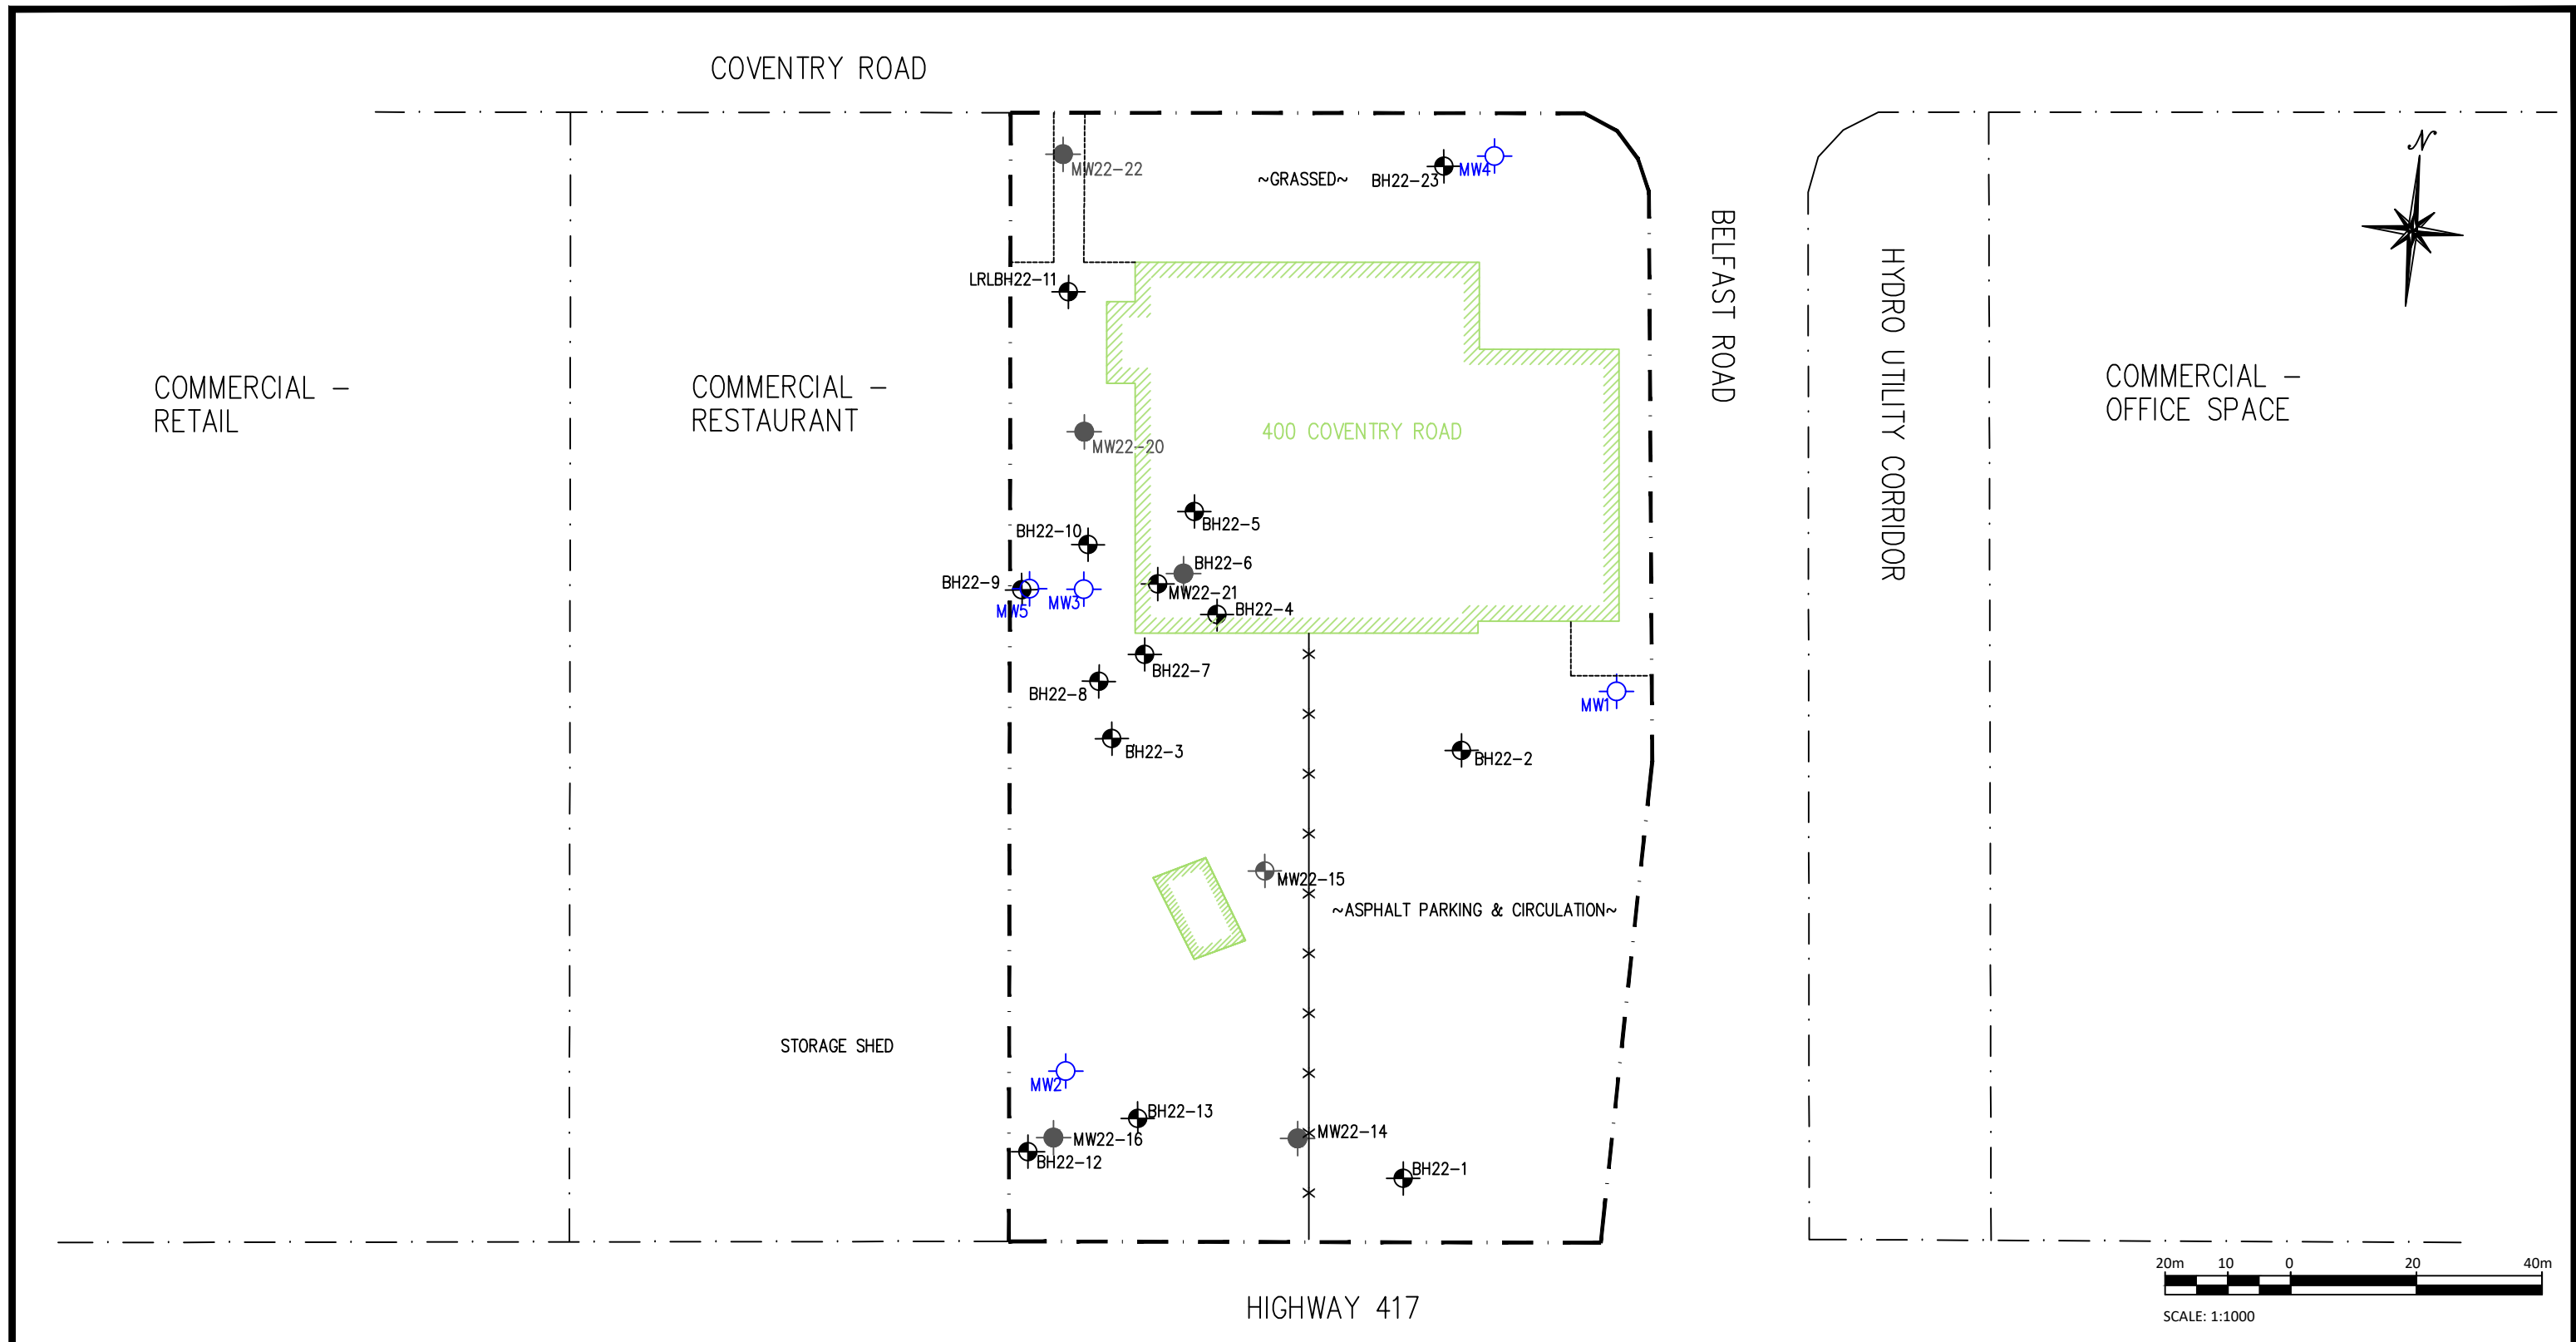 COVENTRY ROAD
N
MW22-22
~GRASSED~
BH22-23
MW4
BELFAST ROAD
HYDRO UTILITY CORRIDOR
LRLBH22-11
COMMERCIAL -
RETAIL
COMMERCIAL -
RESTAURANT
COMMERCIAL -
OFFICE SPACE
400 COVENTRY ROAD
MW22-20
BH22-5
BH22-10
BH22-6
BH22-9
MW5
MW3
MW22-21
BH22-4
BH22-7
BH22-8
MW1
BH22-3
BH22-2
MW22-15
~ASPHALT PARKING & CIRCULATION~
STORAGE SHED
MW2
BH22-13
MW22-16
MW22-14
BH22-12
BH22-1
20m 10 0 20 40m
SCALE: 1:1000
HIGHWAY 417